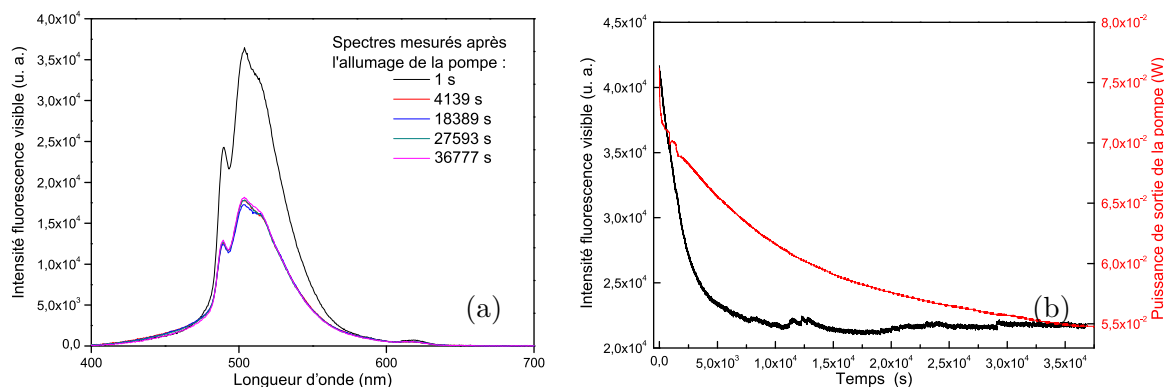 4,0x10⁴
3,5x10⁴
3,0x10⁴
2,5x10⁴
2,0x10⁴
1,5x10⁴
1,0x10⁴
5,0x10³
0,0
400
500
600
700
Intensité fluorescence visible (u. a.)
Longueur d'onde (nm)
Spectres mesurés après
l'allumage de la pompe :
1 s
4139 s
18389 s
27593 s
36777 s
(a)
4,5x10⁴
4,0x10⁴
3,5x10⁴
3,0x10⁴
2,5x10⁴
2,0x10⁴
Intensité fluorescence visible (u. a.)
0,0
5,0x10³
1,0x10⁴
1,5x10⁴
2,0x10⁴
2,5x10⁴
3,0x10⁴
3,5x10⁴
Temps (s)
8,0x10⁻²
7,5x10⁻²
7,0x10⁻²
6,5x10⁻²
6,0x10⁻²
5,5x10⁻²
Puissance de sortie de la pompe (W)
(b)